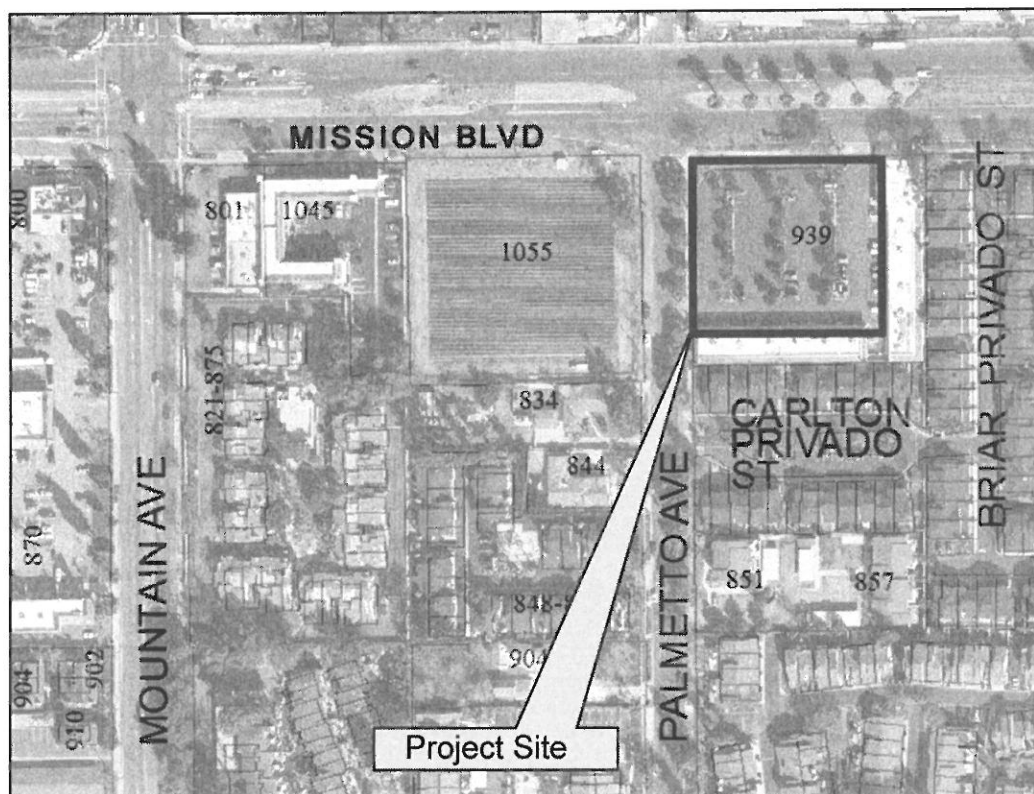 MISSION BLVD
800
801
1045
1055
939
BRIAR PRIVADO ST
821-875
834
CARLTON
PRIVADO
ST
844
870
MOUNTAIN AVE
PALMETTO AVE
851
857
904
902
904
910
Project Site